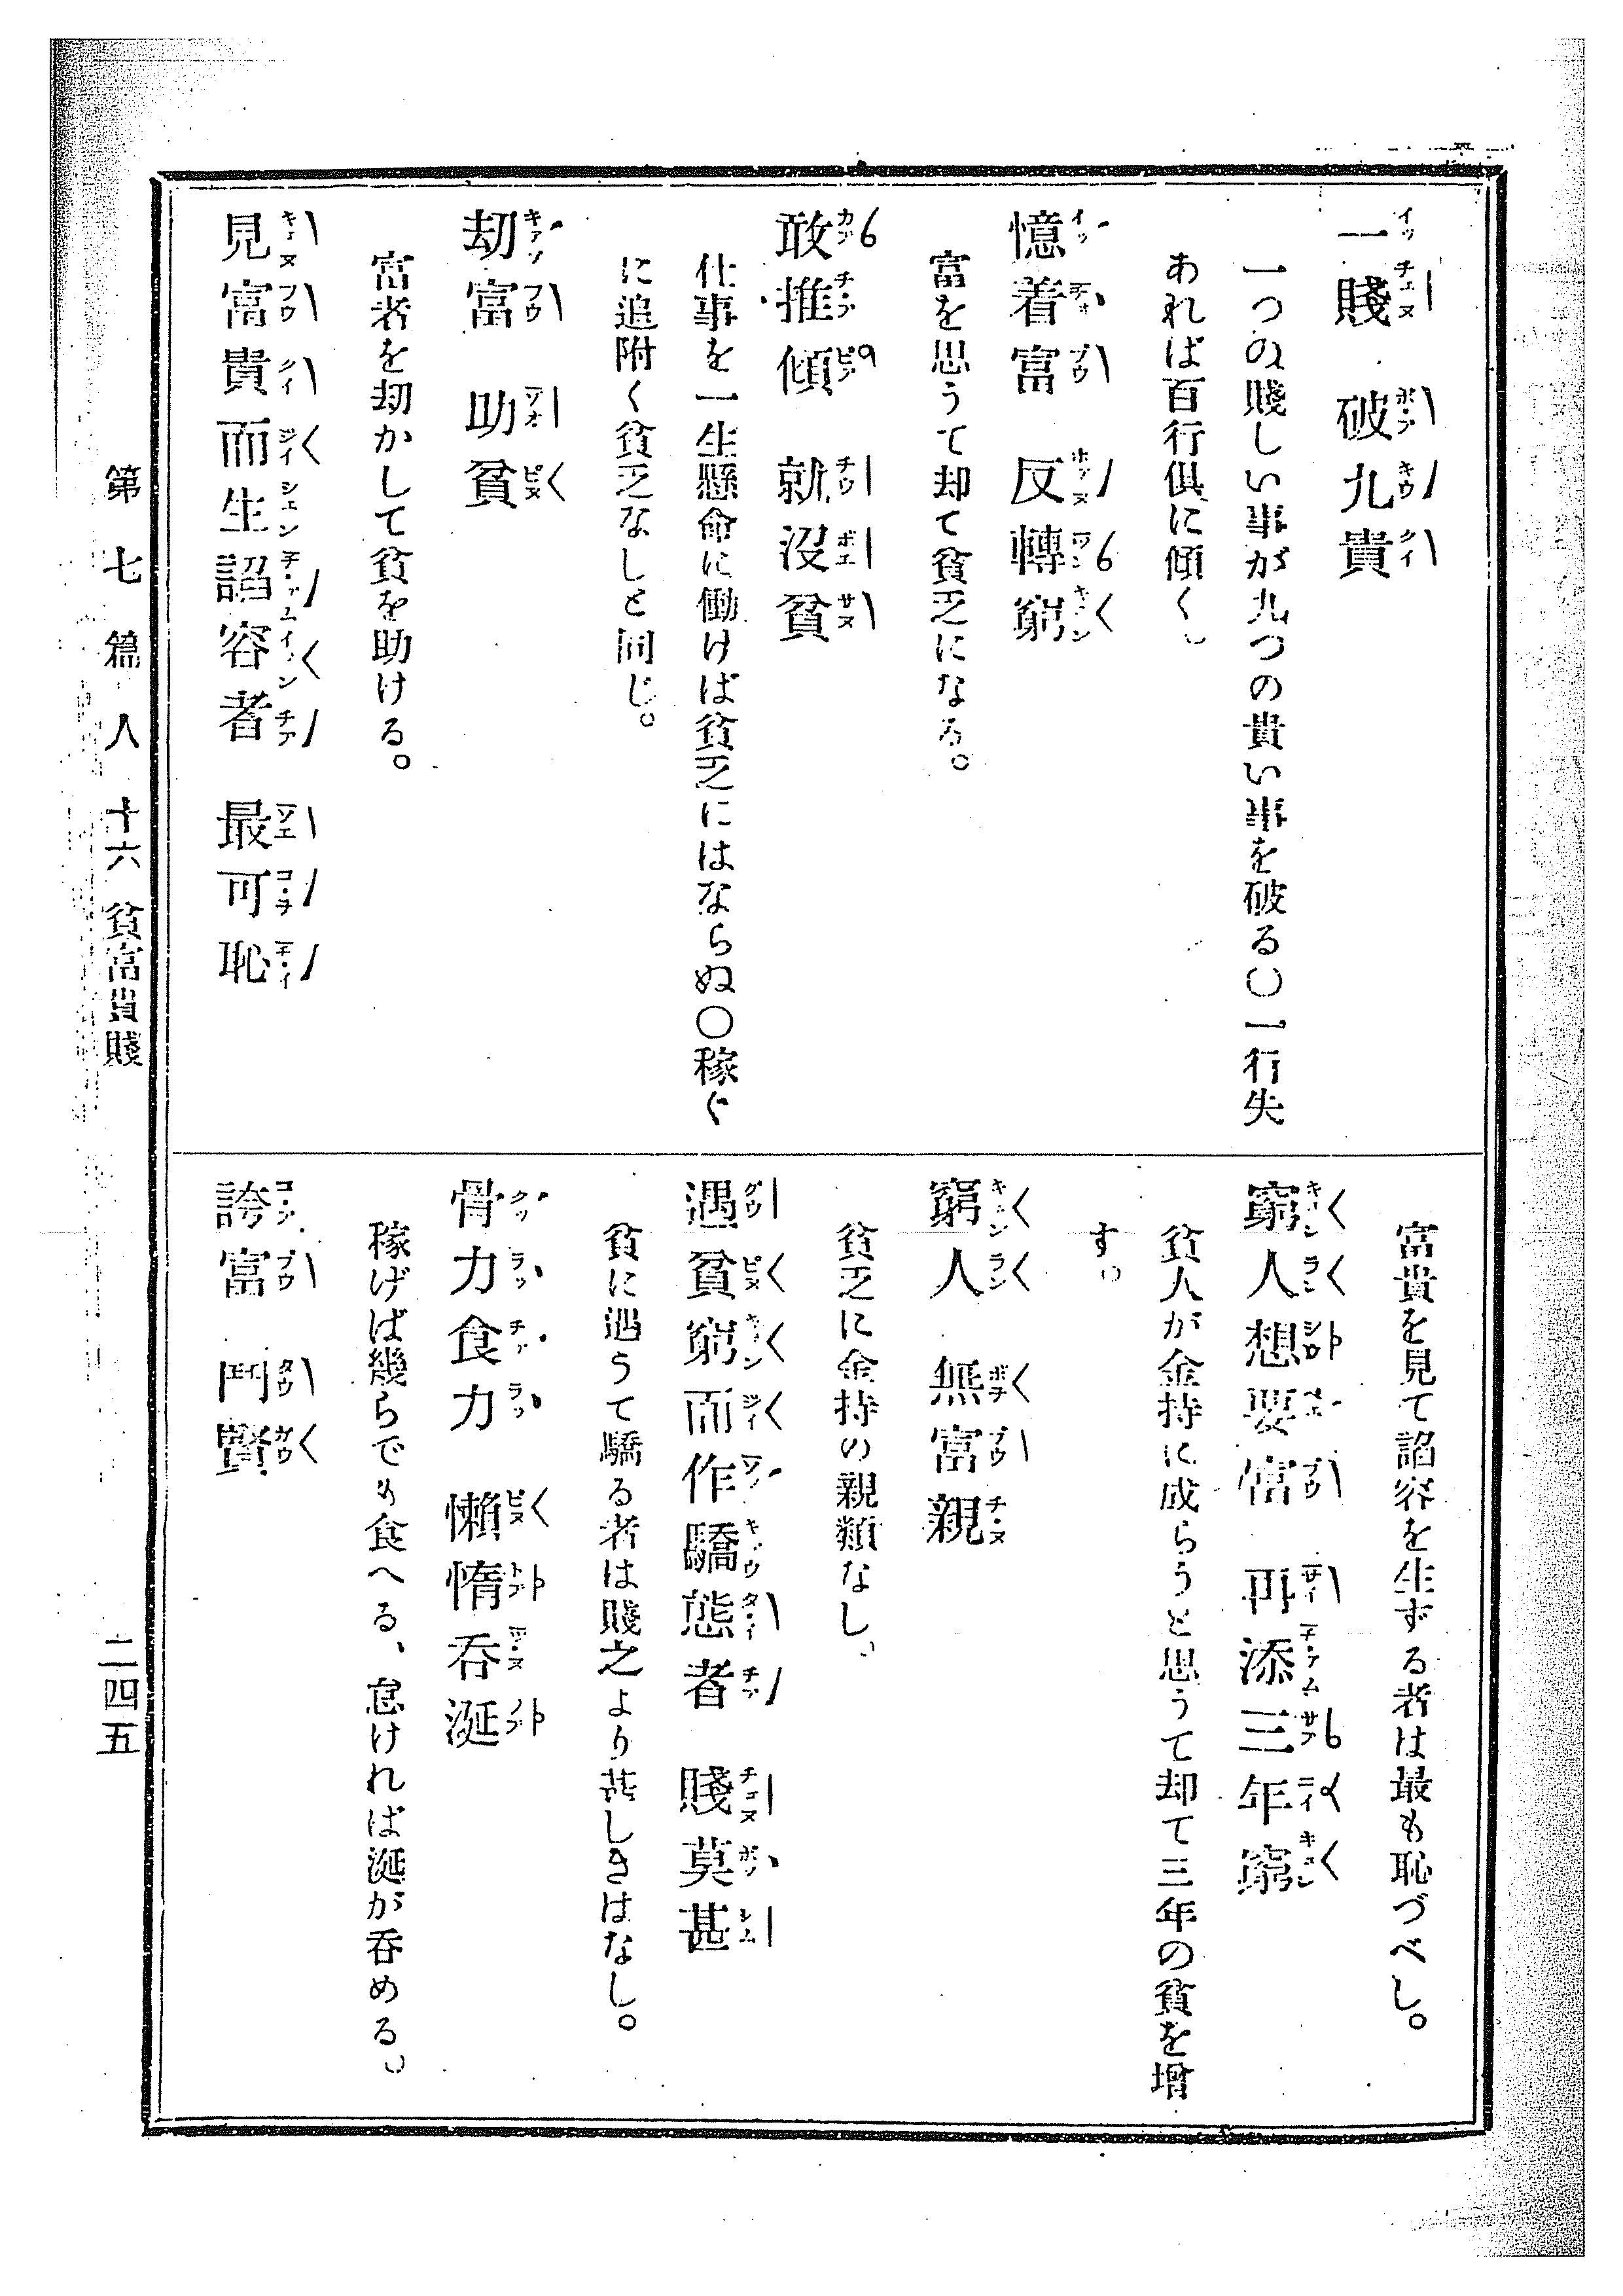 一賤 破九貴
一つの賤しい事が九つの貴い事を破る〇一行失
あれば百行倶に傾く。
憶着富 反轉窮
富を思うて却て貧乏になる。
敢推傾 就沒貧
仕事を一生懸命に働けば貧乏にはならぬ〇稼ぐ
に追附く貧乏なしと同じ。
刧富 助貧
富者を刧かして貧を助ける。
見富貴而生諂容者 最可恥
富貴を見て諂容を生ずる者は最も恥づべし。
窮人想要富 再添三年窮
貧人が金持に成らうと思うて却て三年の貧を增
す。
窮人 無富親
貧乏に金持の親類なし、
遇貧窮而作驕態者 賤莫甚
貧に遇うて驕る者は賤之より甚しきはなし。
骨力食力 懶惰呑涎
稼げば幾らでも食へる、怠ければ涎が呑める。
誇富 鬥賢
第七篇 人 十六 貧富貴賤
二四五